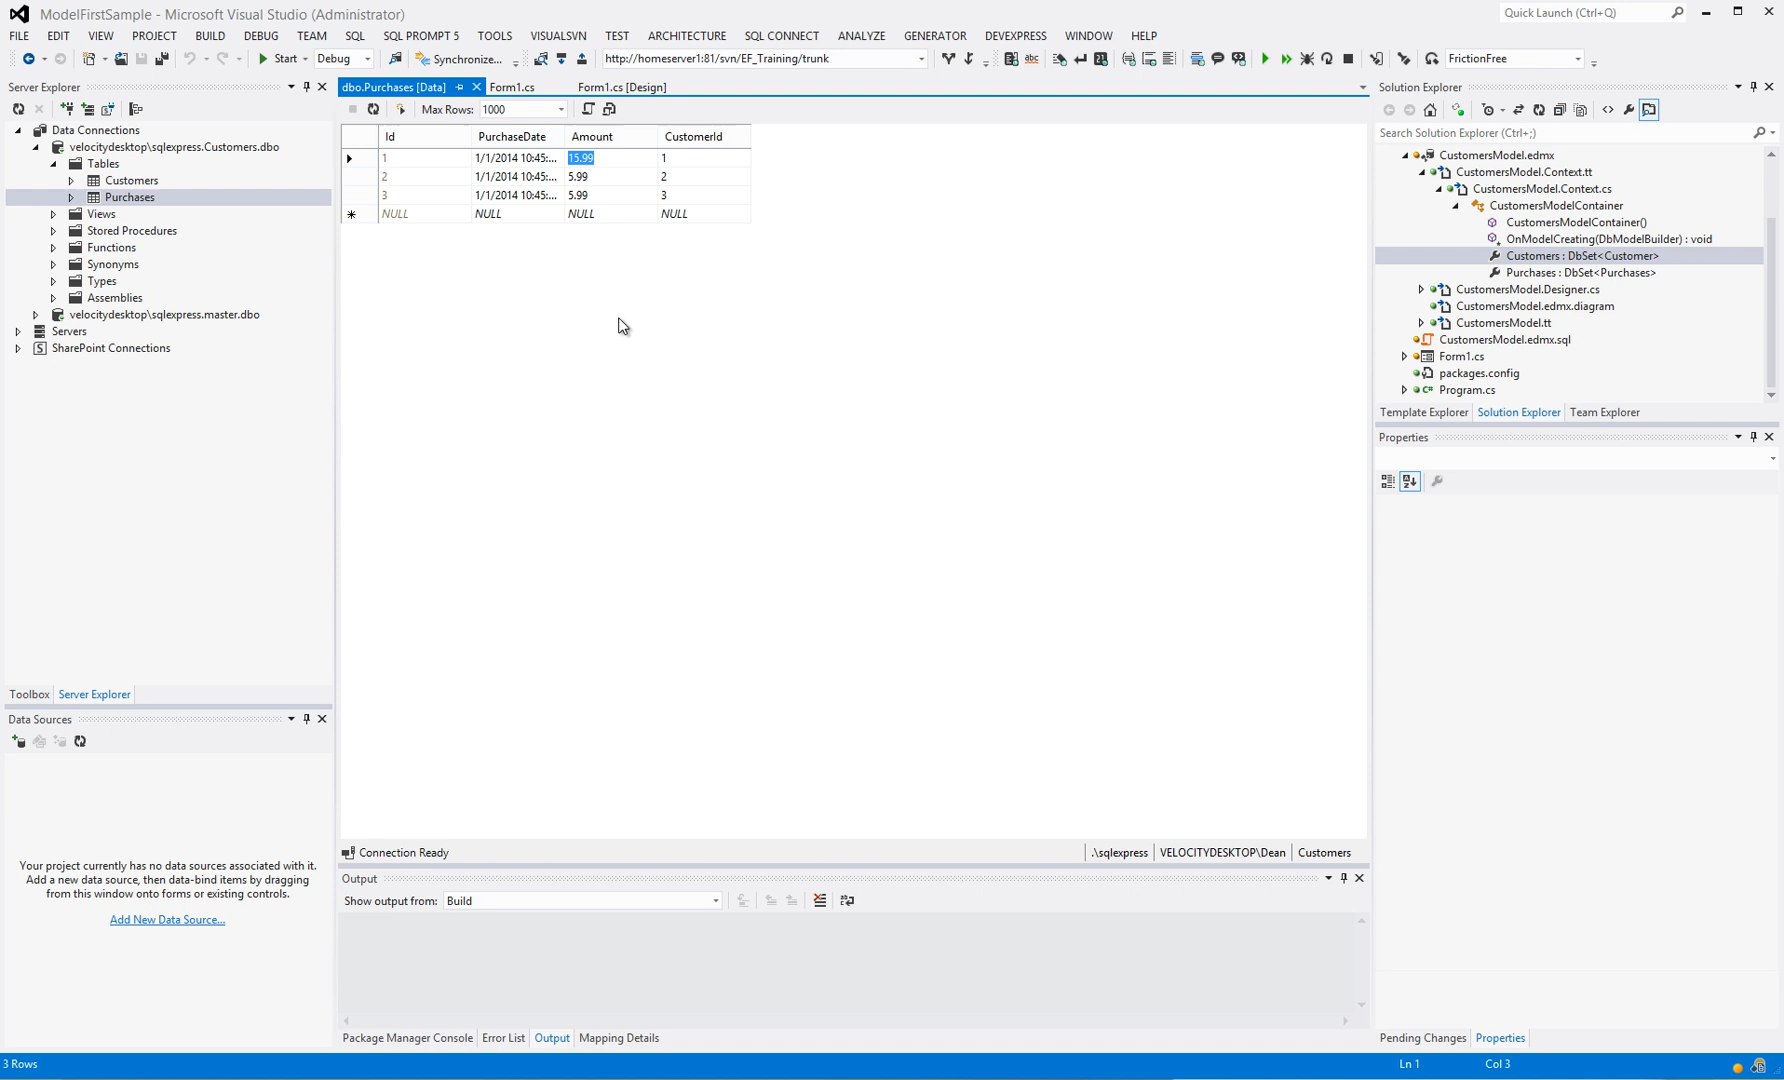 ModelFirstSample - Microsoft Visual Studio (Administrator)
Quick Launch (Ctrl+Q)
FILE EDIT VIEW PROJECT BUILD DEBUG TEAM SQL SQL PROMPT 5 TOOLS VISUALSVN TEST ARCHITECTURE SQL CONNECT ANALYZE GENERATOR DEVEXPRESS WINDOW HELP
Start Debug Synchronize... http://homeserver1:81/svn/EF_Training/trunk FrictionFree
Server Explorer
Data Connections
velocitydesktop\sqlexpress.Customers.dbo
Tables
Customers
Purchases
Views
Stored Procedures
Functions
Synonyms
Types
Assemblies
velocitydesktop\sqlexpress.master.dbo
Servers
SharePoint Connections
Toolbox Server Explorer
Data Sources
Your project currently has no data sources associated with it.
Add a new data source, then data-bind items by dragging
from this window onto forms or existing controls.
Add New Data Source...
dbo.Purchases [Data] Form1.cs Form1.cs [Design]
Max Rows: 1000
Id PurchaseDate Amount CustomerId
1 1/1/2014 10:45:... 15.99 1
2 1/1/2014 10:45:... 5.99 2
3 1/1/2014 10:45:... 5.99 3
NULL NULL NULL NULL
Connection Ready .\sqlexpress VELOCITYDESKTOP\Dean Customers
Output
Show output from: Build
Package Manager Console Error List Output Mapping Details
Solution Explorer
Search Solution Explorer (Ctrl+;)
CustomersModel.edmx
CustomersModel.Context.tt
CustomersModel.Context.cs
CustomersModelContainer
CustomersModelContainer()
OnModelCreating(DbModelBuilder) : void
Customers : DbSet<Customer>
Purchases : DbSet<Purchases>
CustomersModel.Designer.cs
CustomersModel.edmx.diagram
CustomersModel.tt
CustomersModel.edmx.sql
Form1.cs
packages.config
Program.cs
Template Explorer Solution Explorer Team Explorer
Properties
Pending Changes Properties
3 Rows Ln 1 Col 3